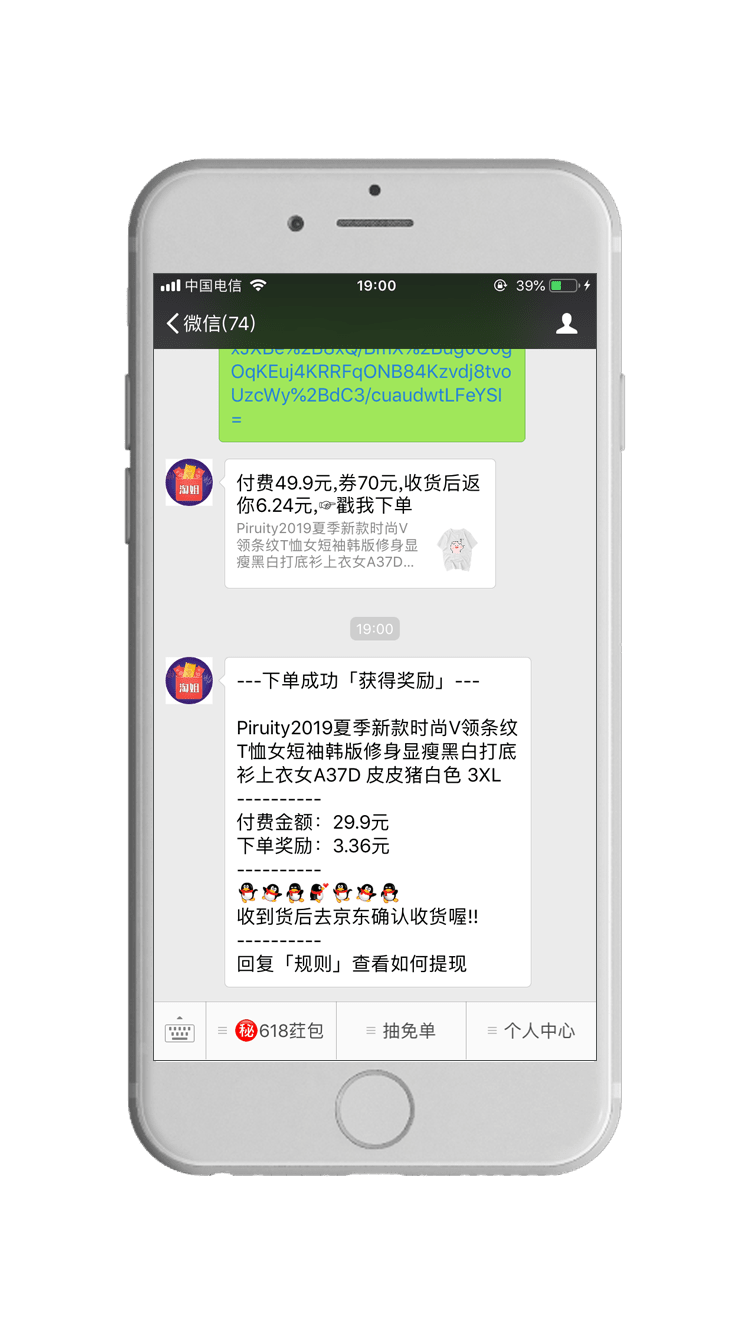 中国电信
19:00
39%
微信(74)
OqKEuj4KRRFqONB84Kzvdj8tvo
UzcWy%2BdC3/cuaudwtLFeYSI
=
淘姐
付费49.9元,券70元,收货后返
你6.24元,☞戳我下单
Piruity2019夏季新款时尚V
领条纹T恤女短袖韩版修身显
瘦黑白打底衫上衣女A37D...
19:00
淘姐
---下单成功「获得奖励」---
Piruity2019夏季新款时尚V领条纹
T恤女短袖韩版修身显瘦黑白打底
衫上衣女A37D 皮皮猪白色 3XL
----------
付费金额：29.9元
下单奖励：3.36元
----------
收到货后去京东确认收货喔!!
----------
回复「规则」查看如何提现
㊙618荭包
抽免单
个人中心